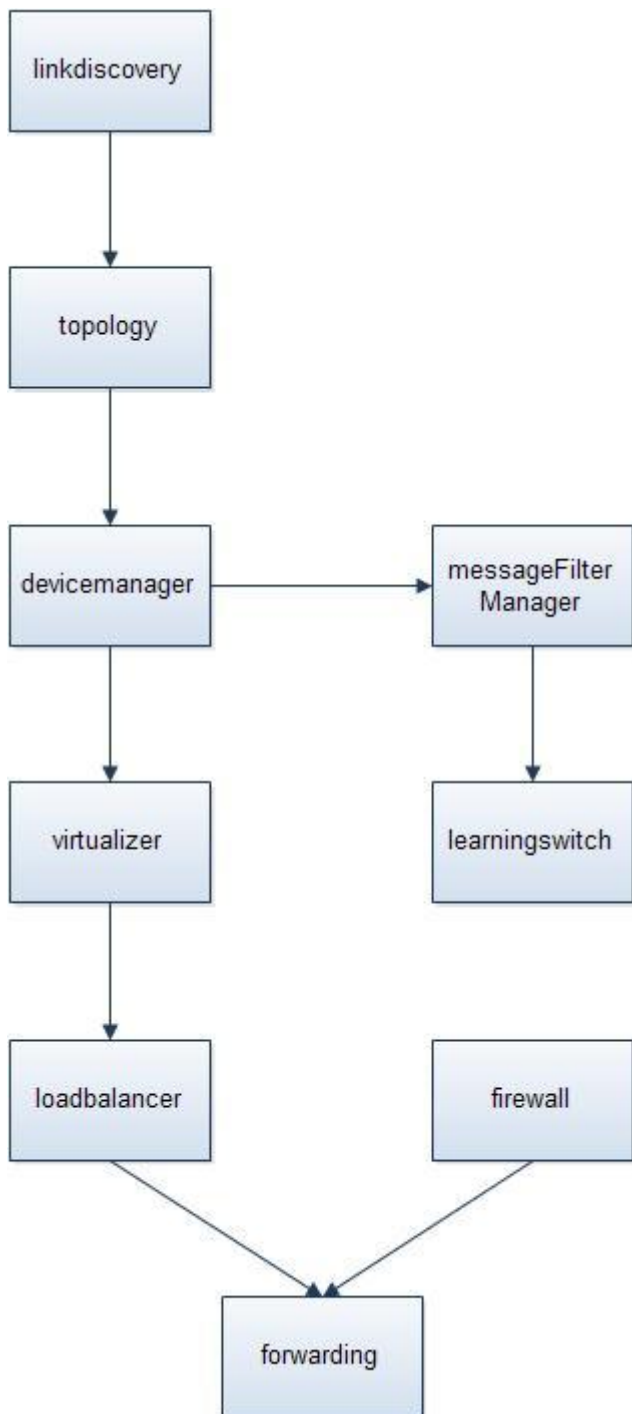 linkdiscovery
topology
devicemanager
messageFilter
Manager
virtualizer
learningswitch
loadbalancer
firewall
forwarding